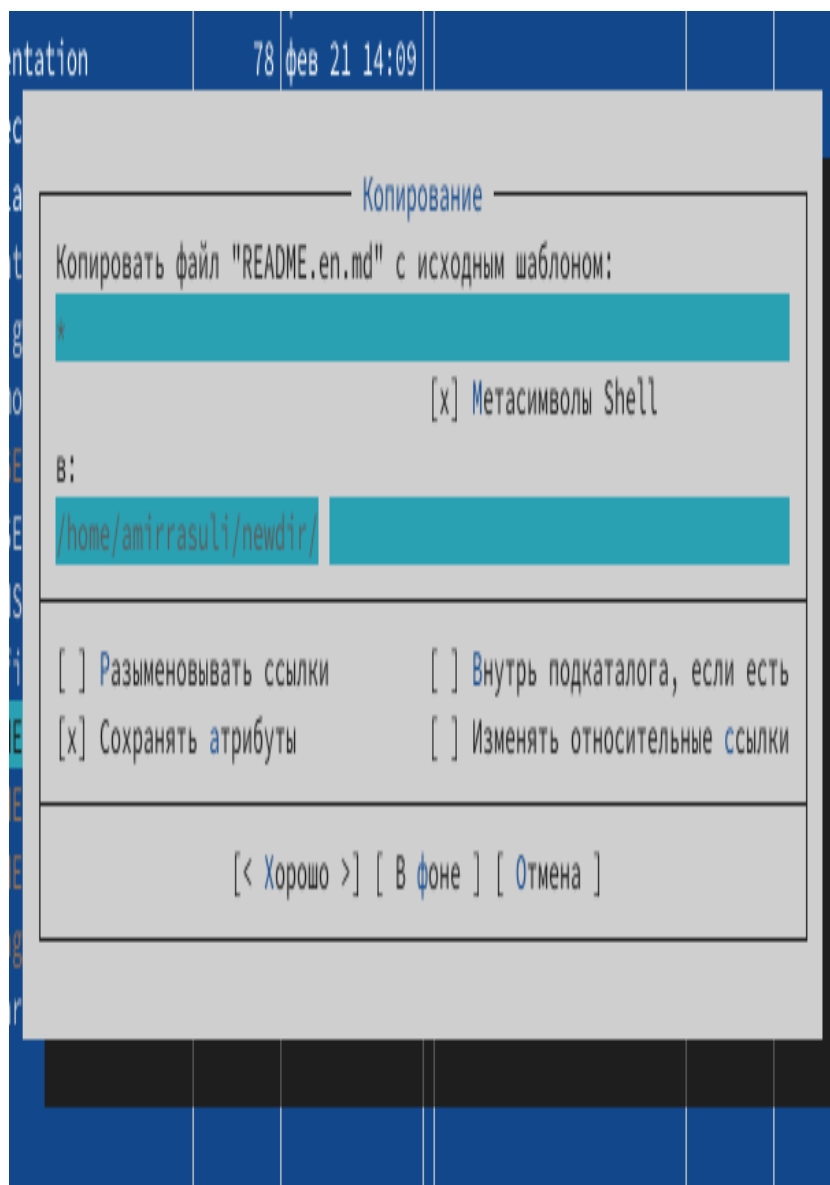 entation 78 фев 21 14:09
Копирование
Копировать файл "README.en.md" с исходным шаблоном:
*
[x] Метасимволы Shell
в:
/home/amirrasuli/newdir/
[ ] Разыменовывать ссылки [ ] Внутрь подкаталога, если есть
[x] Сохранять атрибуты [ ] Изменять относительные ссылки
[< Хорошо >] [ В фоне ] [ Отмена ]